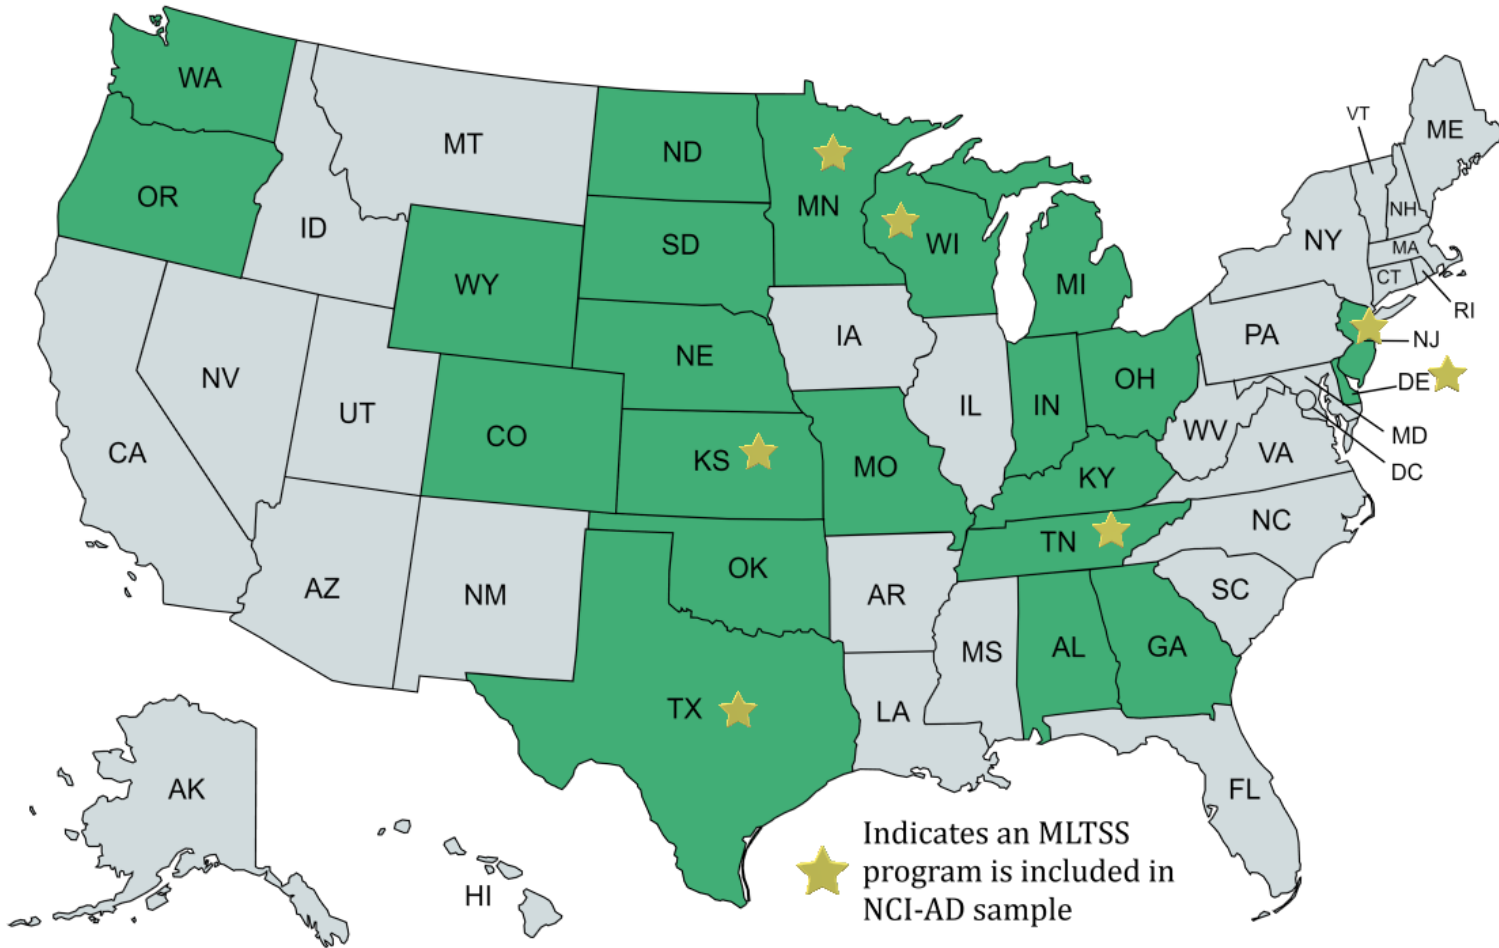 WA
MT
ND
MN
VT
ME
OR
ID
SD
WI
NH
NY
MA
WY
MI
CT
RI
IA
PA
NJ
NE
NV
OH
DE
UT
IL
IN
CO
WV
MD
CA
KS
MO
VA
DC
KY
NC
TN
OK
AZ
NM
AR
SC
MS
AL
GA
TX
LA
AK
FL
HI
Indicates an MLTSS
program is included in
NCI-AD sample